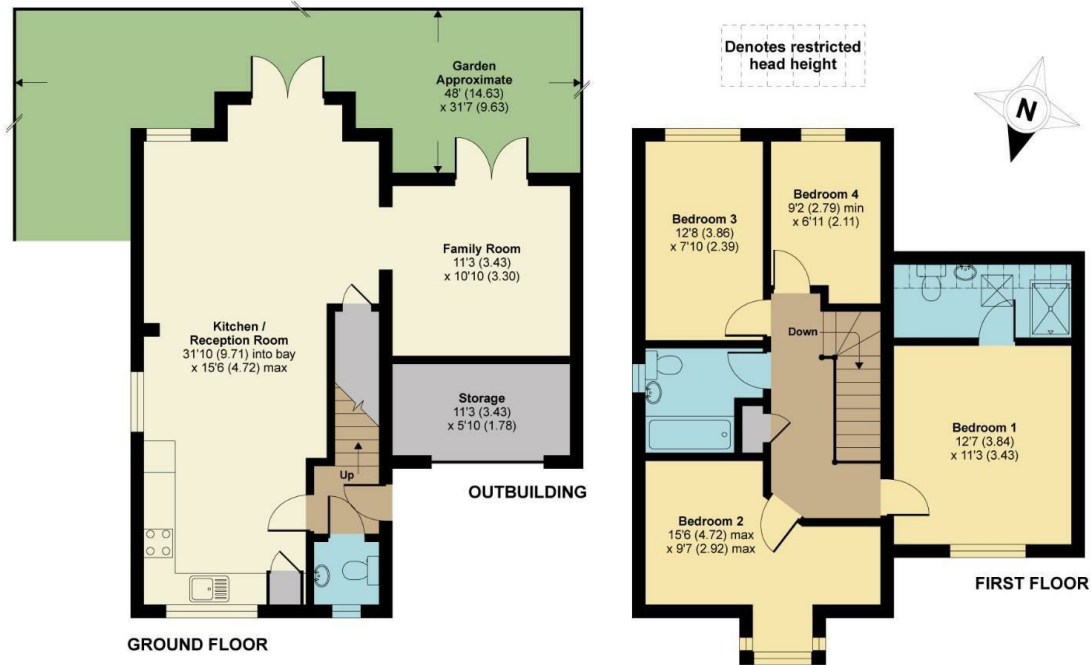 Garden
Approximate
48' (14.63)
x 31'7 (9.63)
Denotes restricted
head height
N
Family Room
11'3 (3.43)
x 10'10 (3.30)
Kitchen /
Reception Room
31'10 (9.71) into bay
x 15'6 (4.72) max
Storage
11'3 (3.43)
x 5'10 (1.78)
Up
OUTBUILDING
GROUND FLOOR
Bedroom 3
12'8 (3.86)
x 7'10 (2.39)
Bedroom 4
9'2 (2.79) min
x 6'11 (2.11)
Down
Bedroom 1
12'7 (3.84)
x 11'3 (3.43)
Bedroom 2
15'6 (4.72) max
x 9'7 (2.92) max
FIRST FLOOR